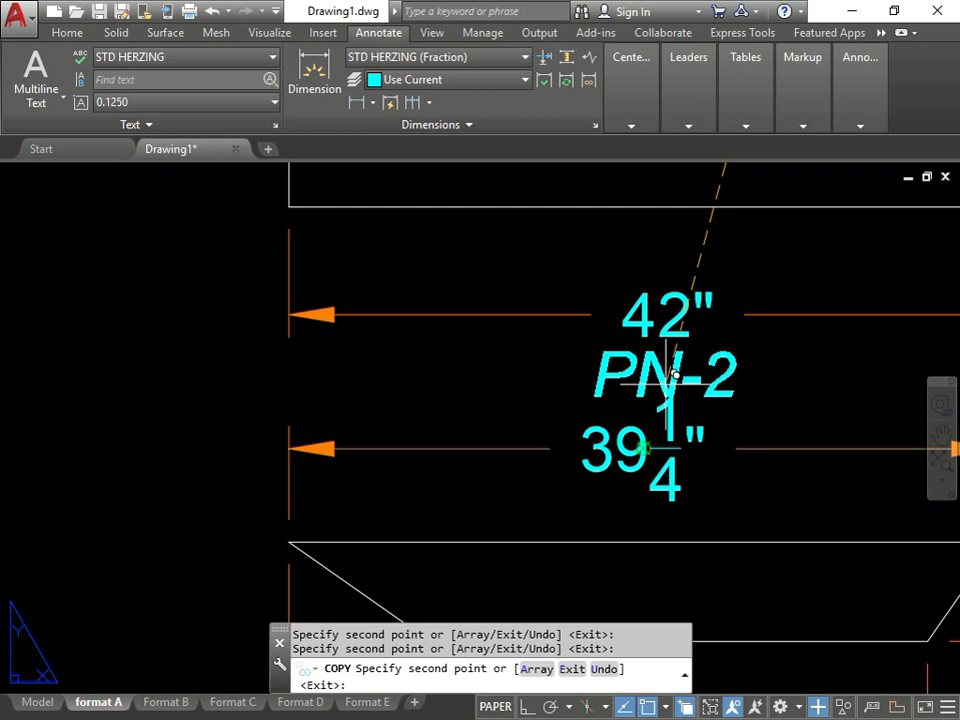 A Drawing1.dwg Type a keyword or phrase Sign In
Home Solid Surface Mesh Visualize Insert Annotate View Manage Output Add-ins Collaborate Express Tools Featured Apps
A Multiline Text
ABC STD HERZING
Find text
0.1250
Text
Dimension
STD HERZING (Fraction)
Use Current
Dimensions
Cente... Leaders Tables Markup Anno...
Start Drawing1*
42"
PN-2
39 1/4"
Y
X
Specify second point or [Array/Exit/Undo] <Exit>:
Specify second point or [Array/Exit/Undo] <Exit>:
COPY Specify second point or [Array Exit Undo]
<Exit>:
Model format A Format B Format C Format D Format E PAPER